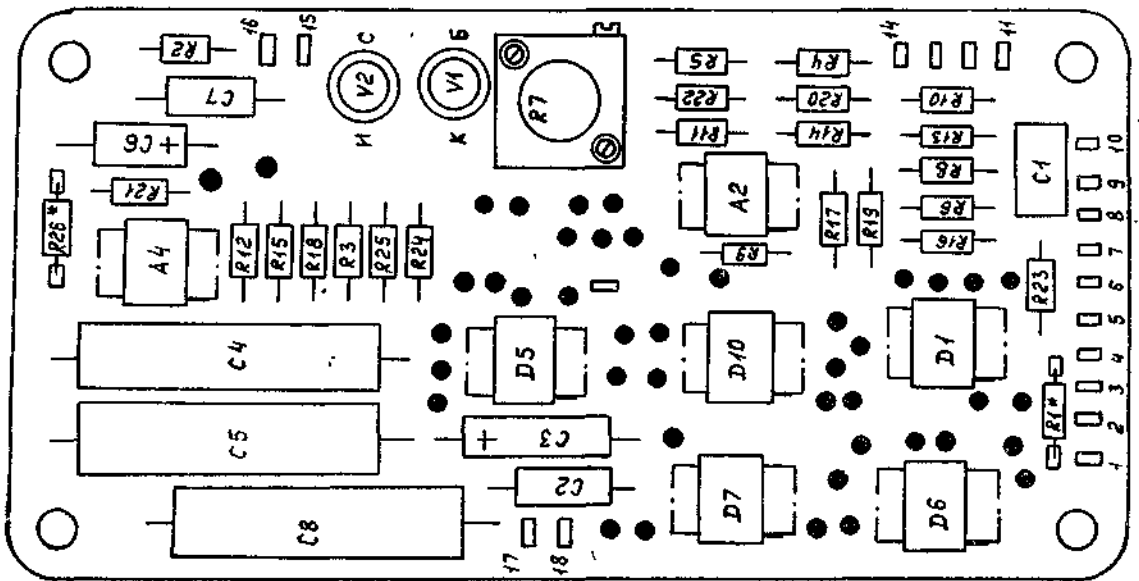 R2
16
15
C
Б
V2
V1
И
К
R7
R5
R4
14
11
C7
R22
R20
R10
C6
+
R11
R14
R13
10
R21
R8
C1
9
R26*
A4
R12
R15
R18
R3
R25
R24
A2
R17
R19
R6
8
R9
R16
7
R23
6
5
C4
D5
D10
D1
4
3
R1*
2
1
C5
+
C3
C2
D7
D6
C8
17
18